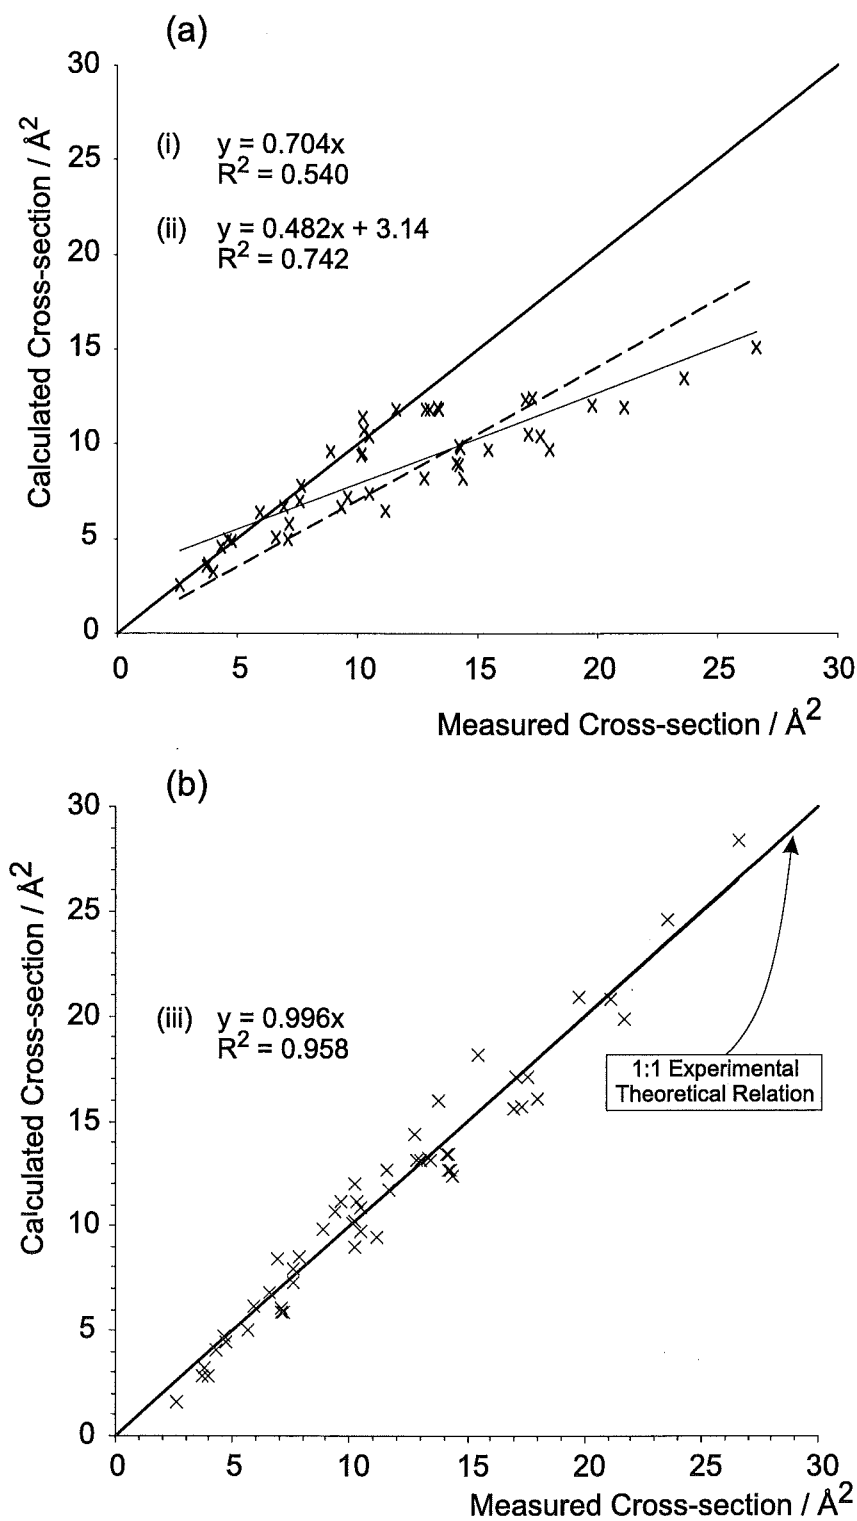 (a)
30
25
20
15
10
5
0
Calculated Cross-section / Å²
(i) y = 0.704x
R² = 0.540
(ii) y = 0.482x + 3.14
R² = 0.742
0 5 10 15 20 25 30
Measured Cross-section / Å²
(b)
30
25
20
15
10
5
0
Calculated Cross-section / Å²
(iii) y = 0.996x
R² = 0.958
1:1 Experimental
Theoretical Relation
0 5 10 15 20 25 30
Measured Cross-section / Å²